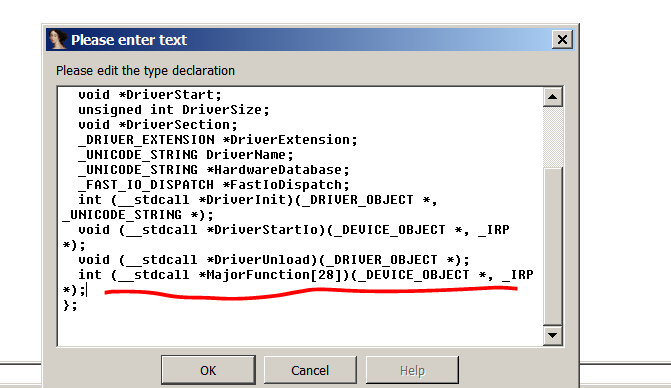 Please enter text
Please edit the type declaration
void *DriverStart;
unsigned int DriverSize;
void *DriverSection;
_DRIVER_EXTENSION *DriverExtension;
_UNICODE_STRING DriverName;
_UNICODE_STRING *HardwareDatabase;
_FAST_IO_DISPATCH *FastIoDispatch;
int (__stdcall *DriverInit)(_DRIVER_OBJECT *,
_UNICODE_STRING *);
void (__stdcall *DriverStartIo)(_DEVICE_OBJECT *, _IRP
*);
void (__stdcall *DriverUnload)(_DRIVER_OBJECT *);
int (__stdcall *MajorFunction[28])(_DEVICE_OBJECT *, _IRP
*);
};
OK Cancel Help